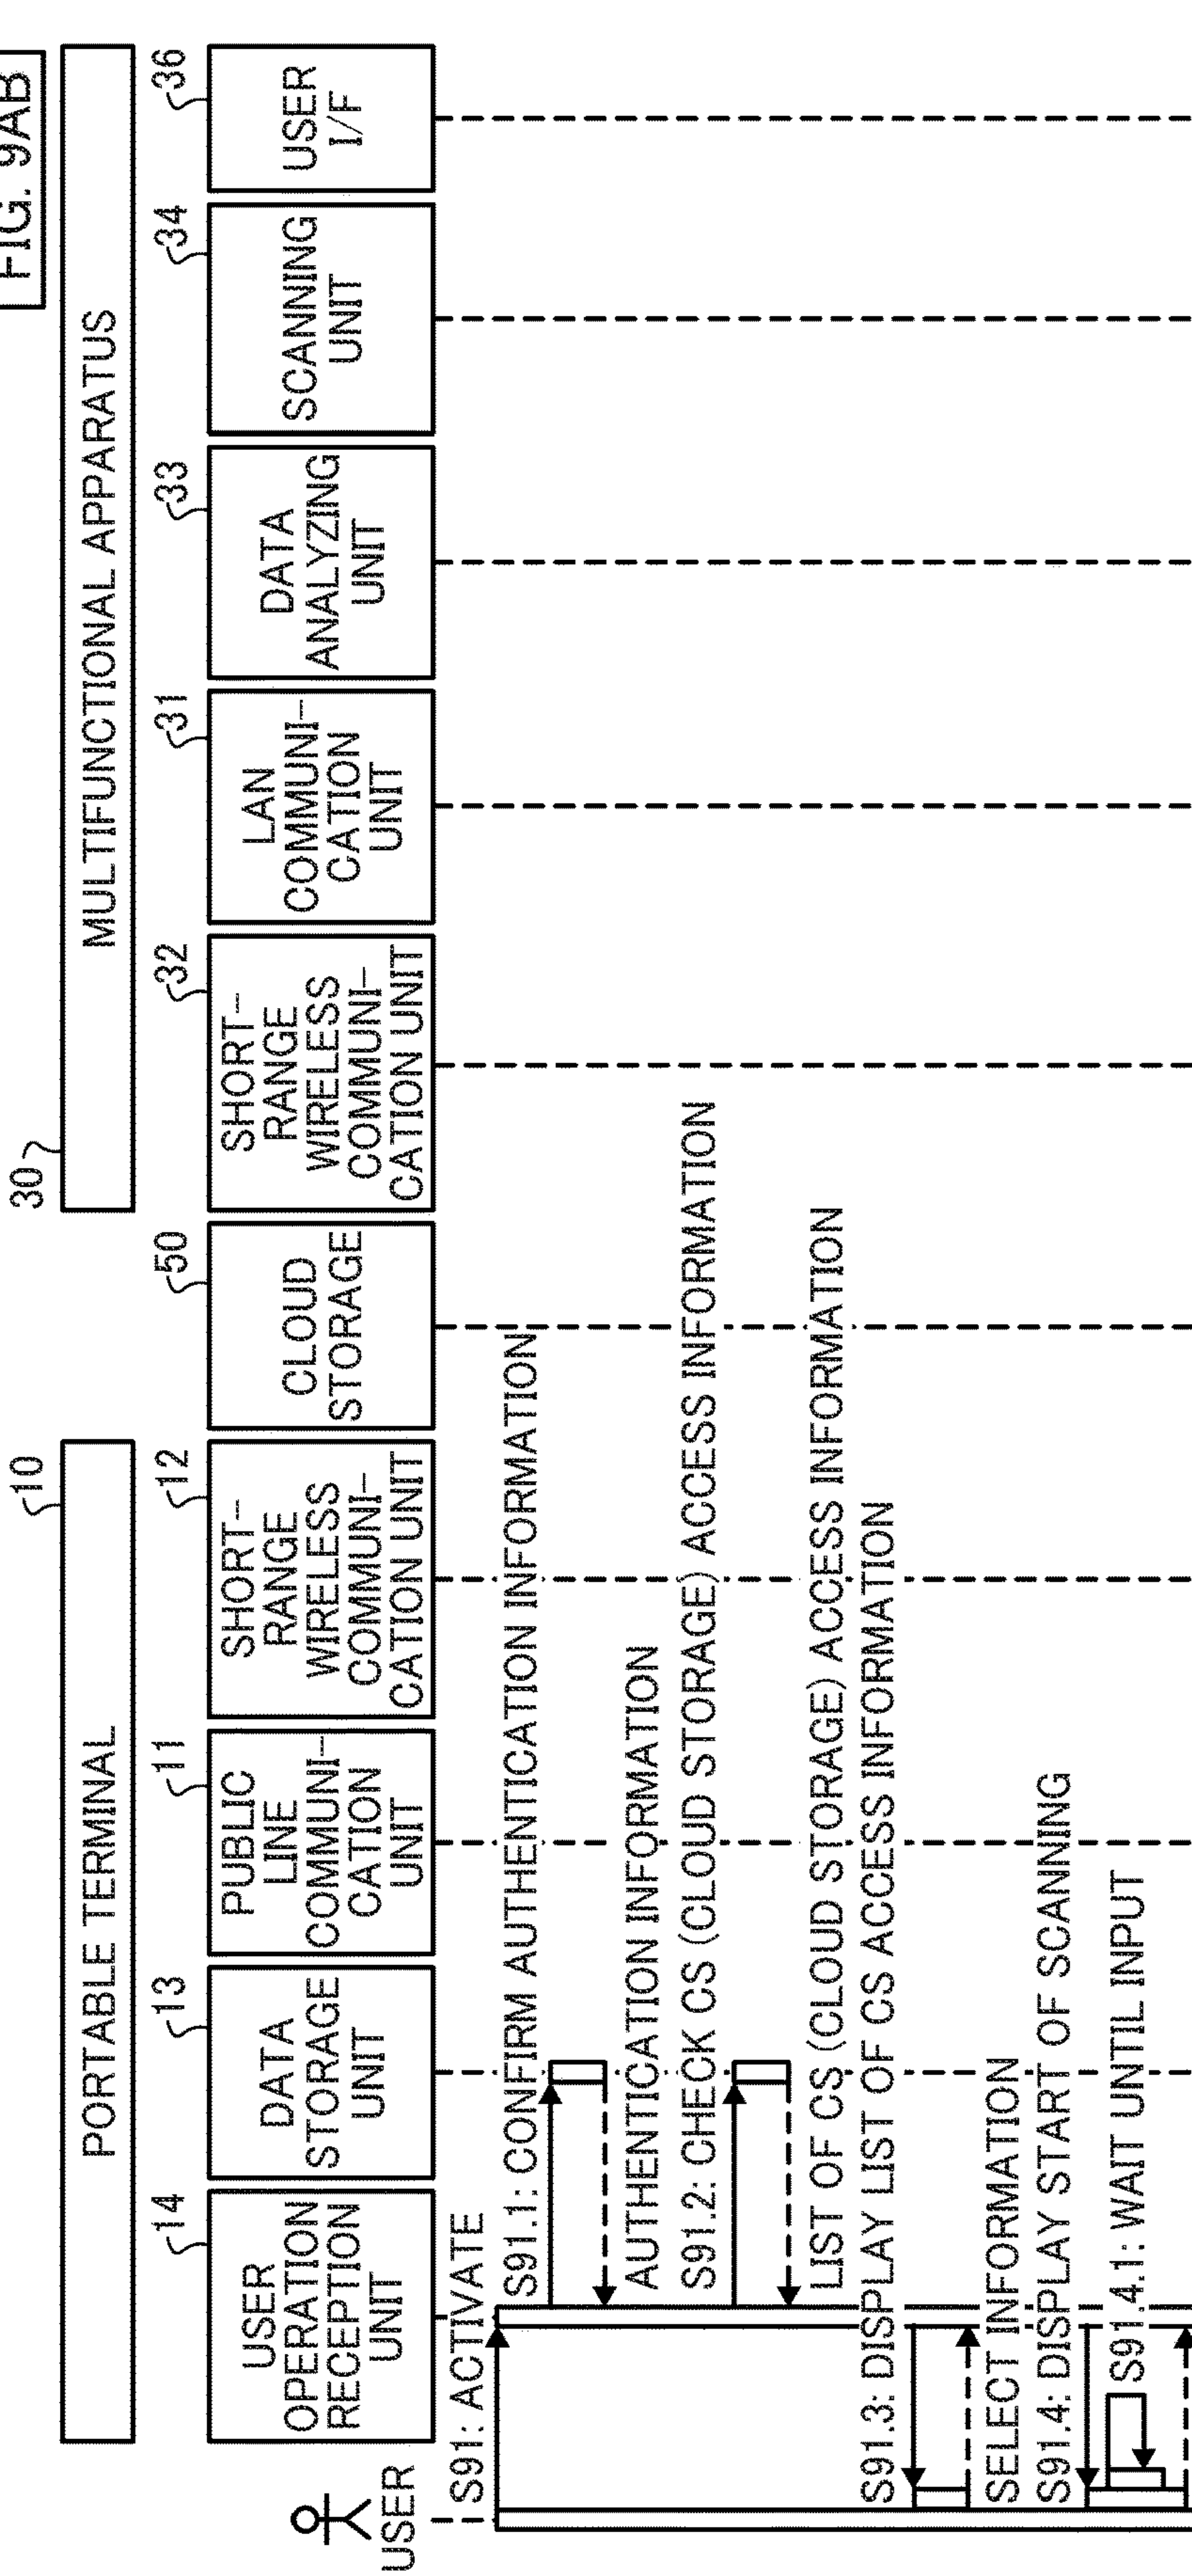 FIG. 9AB
10
PORTABLE TERMINAL
30
MULTIFUNCTIONAL APPARATUS
USER
14
USER
OPERATION
RECEPTION
UNIT
13
DATA
STORAGE
UNIT
11
PUBLIC
LINE
COMMUNI-
CATION
UNIT
12
SHORT-
RANGE
WIRELESS
COMMUNI-
CATION UNIT
50
CLOUD
STORAGE
32
SHORT-
RANGE
WIRELESS
COMMUNI-
CATION UNIT
31
LAN
COMMUNI-
CATION
UNIT
33
DATA
ANALYZING
UNIT
34
SCANNING
UNIT
36
USER
I/F
S91: ACTIVATE
S91.1: CONFIRM AUTHENTICATION INFORMATION
AUTHENTICATION INFORMATION
S91.2: CHECK CS (CLOUD STORAGE) ACCESS INFORMATION
LIST OF CS (CLOUD STORAGE) ACCESS INFORMATION
S91.3: DISPLAY LIST OF CS ACCESS INFORMATION
SELECT INFORMATION
S91.4: DISPLAY START OF SCANNING
S91.4.1: WAIT UNTIL INPUT